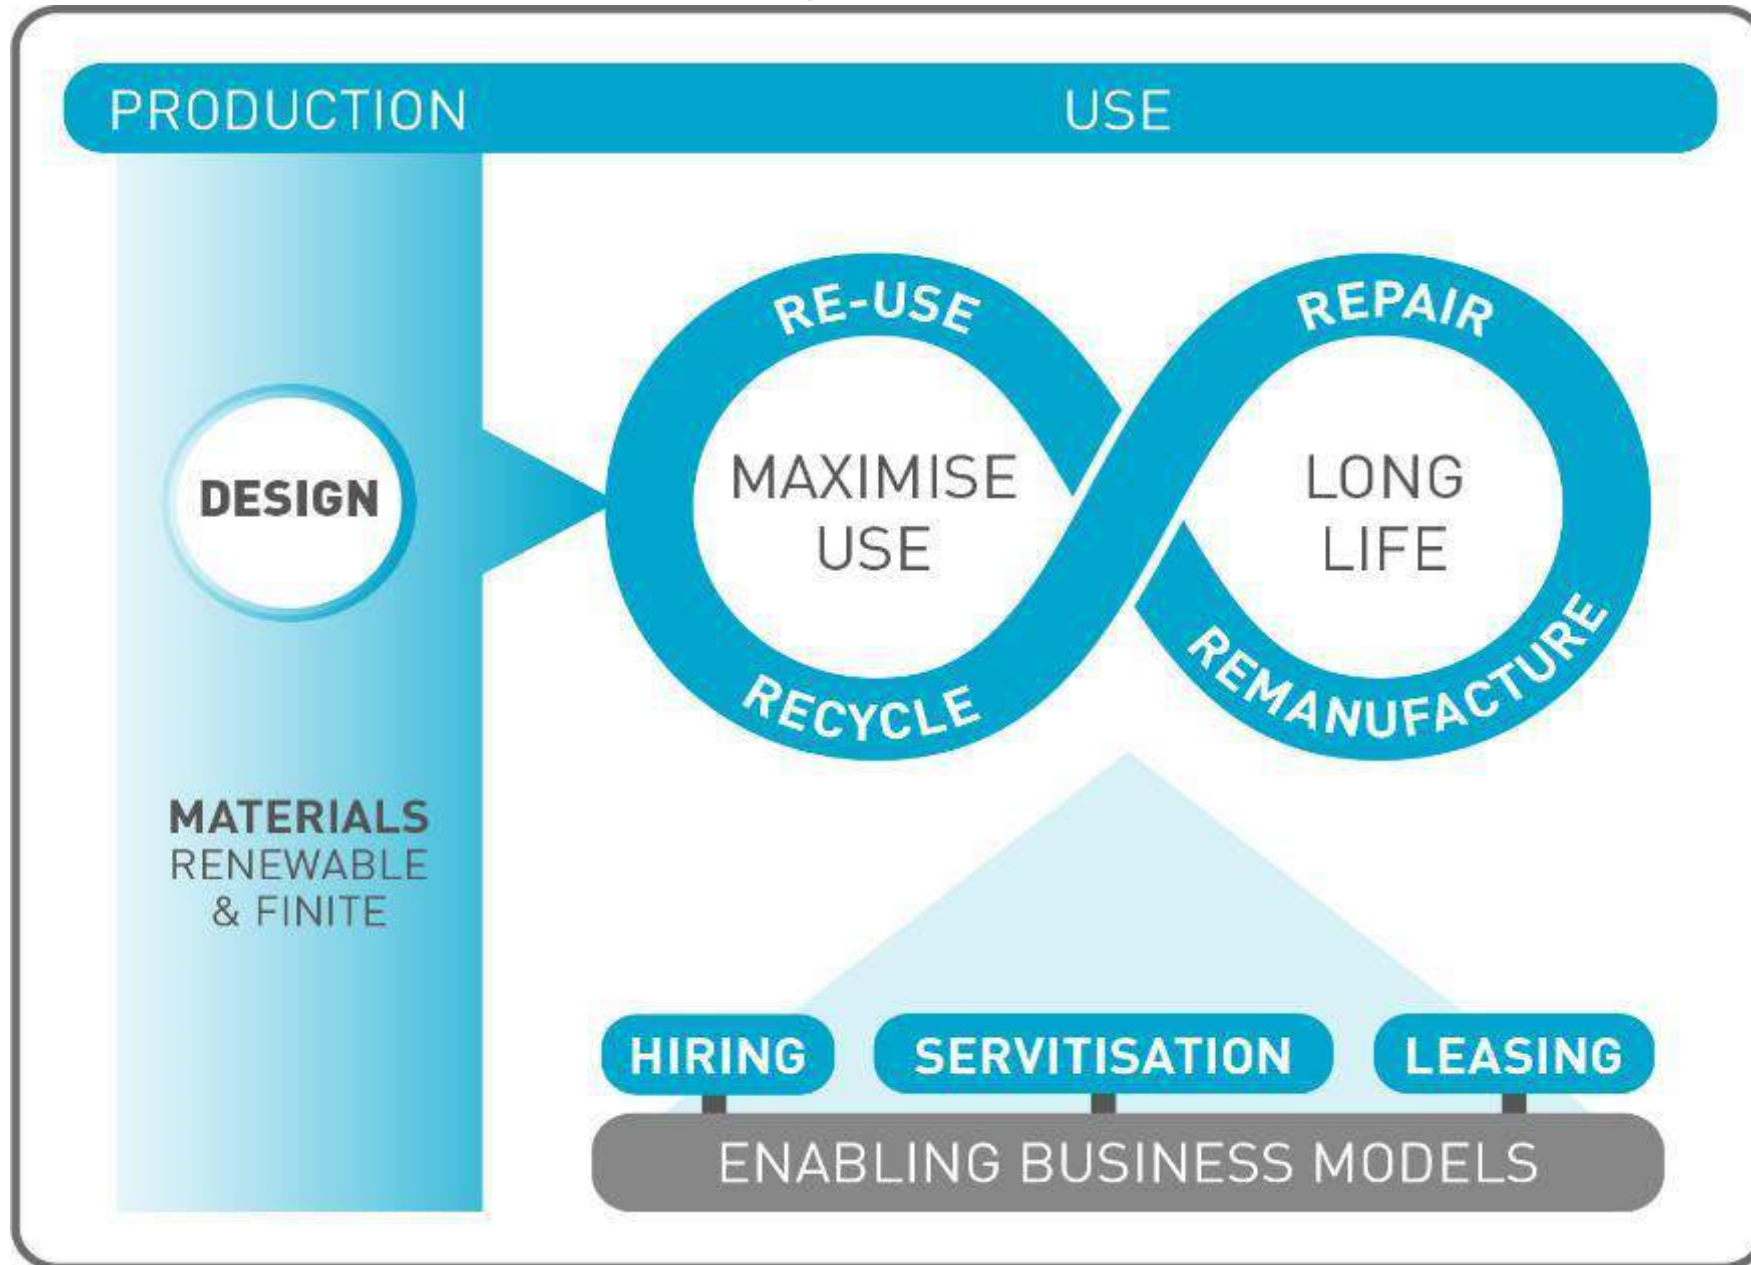 PRODUCTION USE
DESIGN
MATERIALS
RENEWABLE
& FINITE
RE-USE
MAXIMISE
USE
RECYCLE
REPAIR
LONG
LIFE
REMANUFACTURE
HIRING SERVITISATION LEASING
ENABLING BUSINESS MODELS